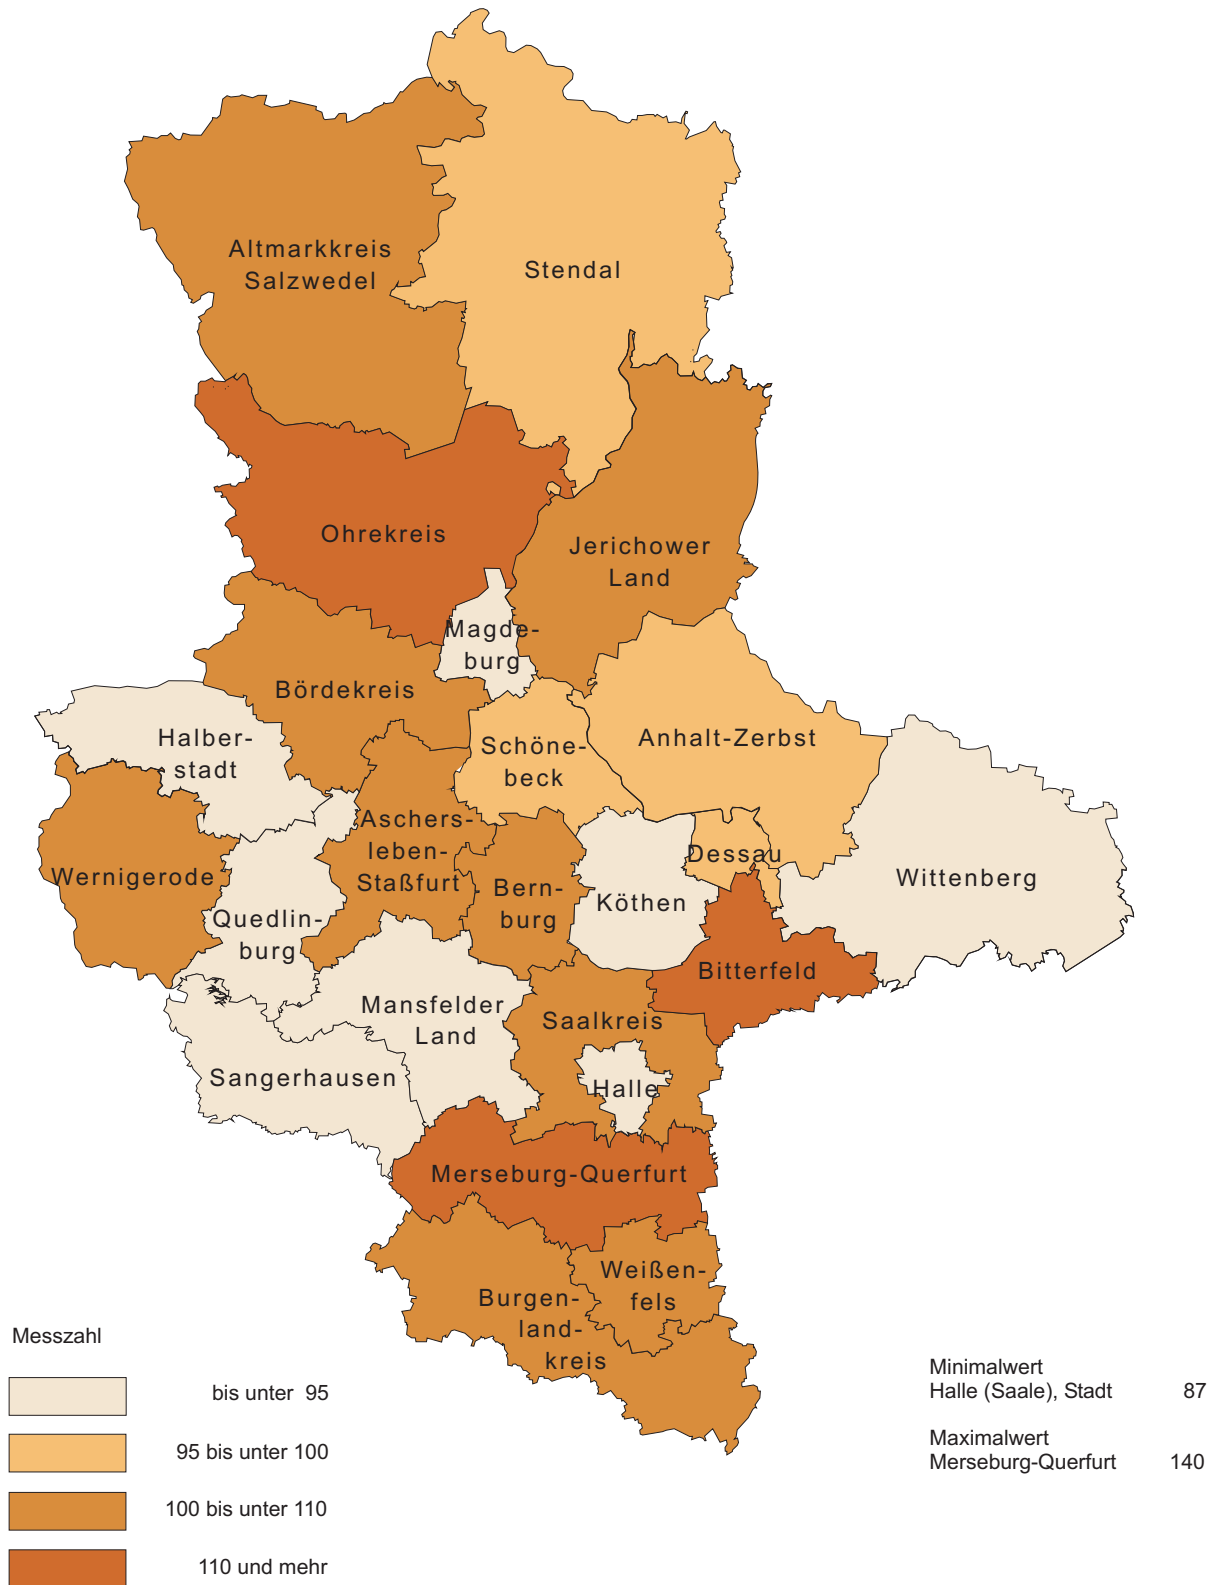 Altmarkkreis
Salzwedel
Stendal
Ohrekreis
Jerichower
Land
Magde-
burg
Bördekreis
Halber-
stadt
Schöne-
beck
Anhalt-Zerbst
Aschers-
leben-
Staßfurt
Wernigerode
Dessau
Wittenberg
Bern-
burg
Köthen
Quedlin-
burg
Bitterfeld
Mansfelder
Land
Saalkreis
Sangerhausen
Halle
Merseburg-Querfurt
Weißen-
fels
Burgen-
land-
kreis
Messzahl
bis unter 95
95 bis unter 100
100 bis unter 110
110 und mehr
Minimalwert
Halle (Saale), Stadt 87
Maximalwert
Merseburg-Querfurt 140